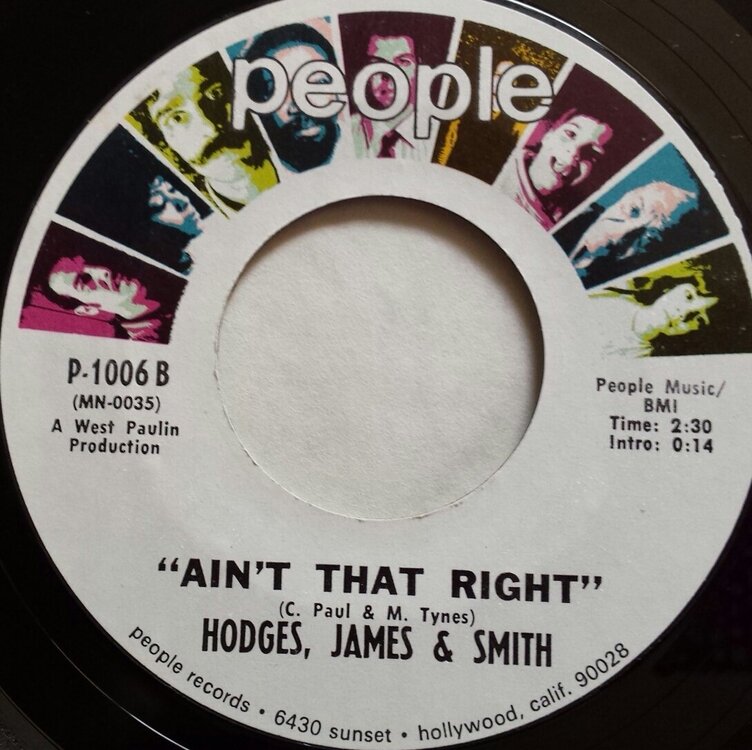 people
P-1006 B
(MN-0035)
A West Paulin
Production
People Music/
BMI
Time: 2:30
Intro: 0:14
“AIN'T THAT RIGHT”
(C. Paul & M. Tynes)
HODGES, JAMES & SMITH
people records • 6430 sunset • hollywood, calif. 90028